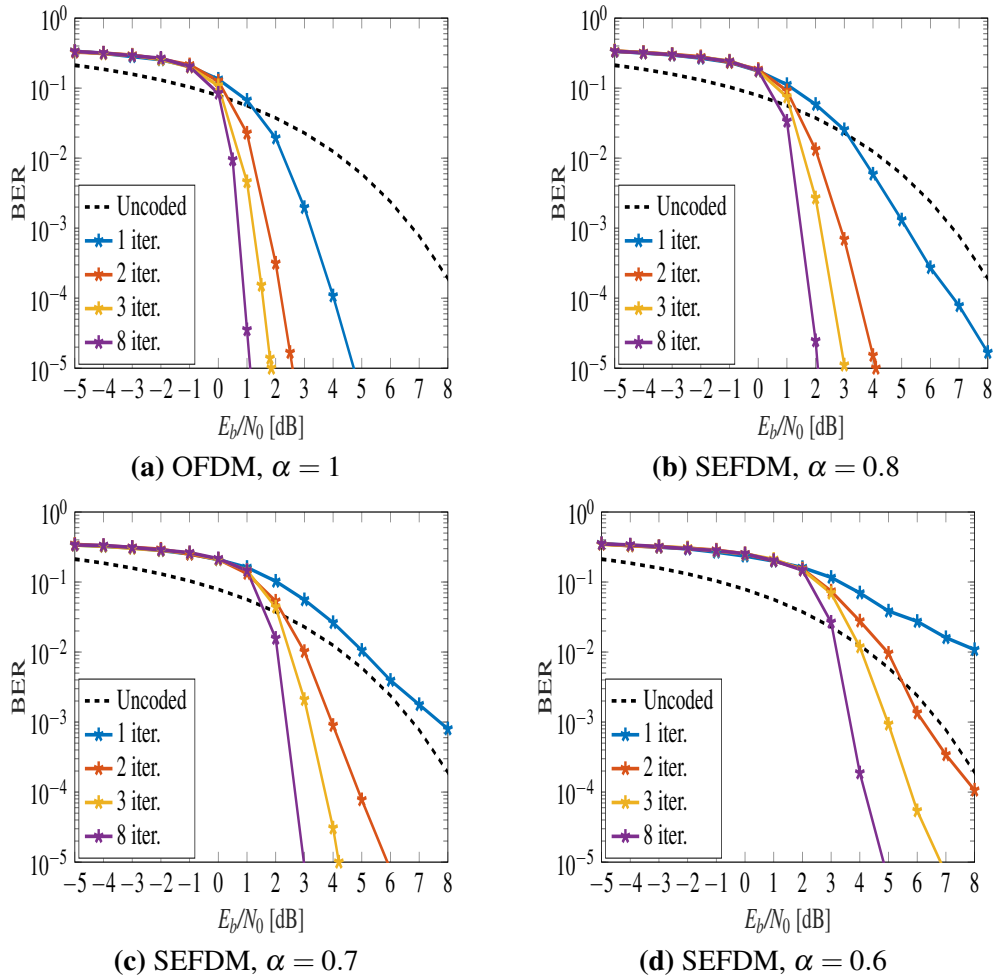 BER
10⁰
10⁻¹
10⁻²
10⁻³
10⁻⁴
10⁻⁵
Uncoded
1 iter.
2 iter.
3 iter.
8 iter.
−5 −4 −3 −2 −1 0 1 2 3 4 5 6 7 8
E_b/N_0 [dB]
(a) OFDM, α = 1
BER
10⁰
10⁻¹
10⁻²
10⁻³
10⁻⁴
10⁻⁵
Uncoded
1 iter.
2 iter.
3 iter.
8 iter.
−5 −4 −3 −2 −1 0 1 2 3 4 5 6 7 8
E_b/N_0 [dB]
(b) SEFDM, α = 0.8
BER
10⁰
10⁻¹
10⁻²
10⁻³
10⁻⁴
10⁻⁵
Uncoded
1 iter.
2 iter.
3 iter.
8 iter.
−5 −4 −3 −2 −1 0 1 2 3 4 5 6 7 8
E_b/N_0 [dB]
(c) SEFDM, α = 0.7
BER
10⁰
10⁻¹
10⁻²
10⁻³
10⁻⁴
10⁻⁵
Uncoded
1 iter.
2 iter.
3 iter.
8 iter.
−5 −4 −3 −2 −1 0 1 2 3 4 5 6 7 8
E_b/N_0 [dB]
(d) SEFDM, α = 0.6